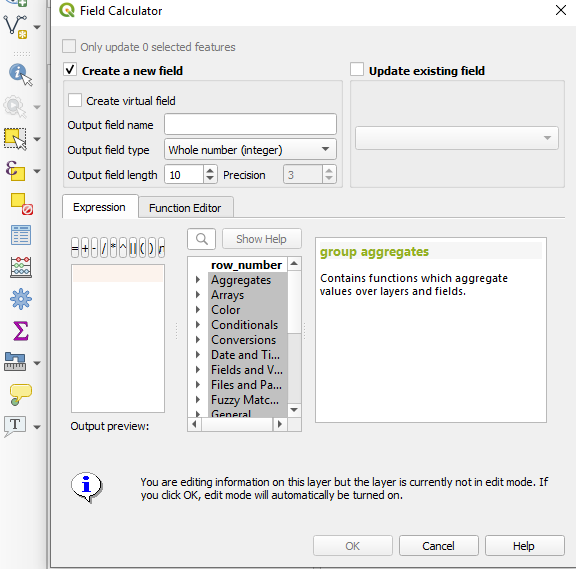 Field Calculator
Only update 0 selected features
Create a new field
Update existing field
Create virtual field
Output field name
Output field type Whole number (integer)
Output field length 10 Precision 3
Expression Function Editor
= + - / * ^ || ( )
Show Help
row_number
Aggregates
Arrays
Color
Conditionals
Conversions
Date and Ti...
Fields and V...
Files and Pa...
Fuzzy Matc...
General
group aggregates
Contains functions which aggregate
values over layers and fields.
Output preview:
You are editing information on this layer but the layer is currently not in edit mode. If
you click OK, edit mode will automatically be turned on.
OK Cancel Help